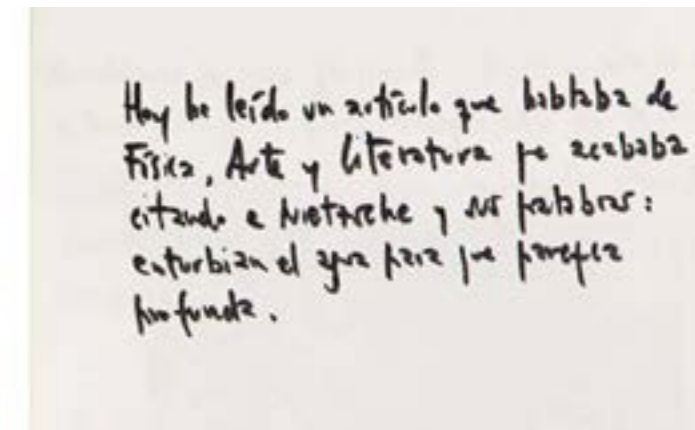 Hoy he leído un artículo que hablaba de
Física, Arte y Literatura que acababa
citando a Nietzsche y sus palabras:
enturbian el agua para que parezca
profunda.